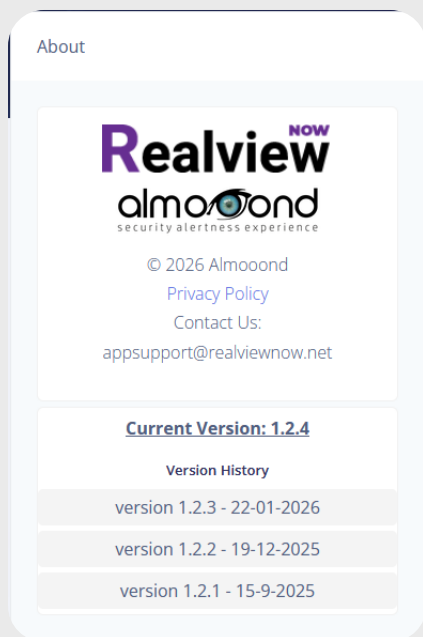 About
Realview NOW
almooond
security alertness experience
© 2026 Almooond
Privacy Policy
Contact Us:
appsupport@realviewnow.net
Current Version: 1.2.4
Version History
version 1.2.3 - 22-01-2026
version 1.2.2 - 19-12-2025
version 1.2.1 - 15-9-2025